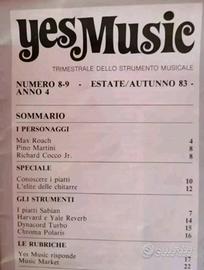 yesMusic
TRIMESTRALE DELLO STRUMENTO MUSICALE
NUMERO 8-9 - ESTATE/AUTUNNO 83 -
ANNO 4
SOMMARIO
I PERSONAGGI
Max Roach 4
Pino Martini 4
Richard Cocco Jr. 8
SPECIALE
Conoscere i piatti 10
L'elite delle chitarre 12
GLI STRUMENTI
I piatti Sabian 7
Harvard e Yale Reverb 14
Dynacord Turbo 15
Chroma Polaris 16
LE RUBRICHE
Yes Music risponde 17
Music Market 22
subito